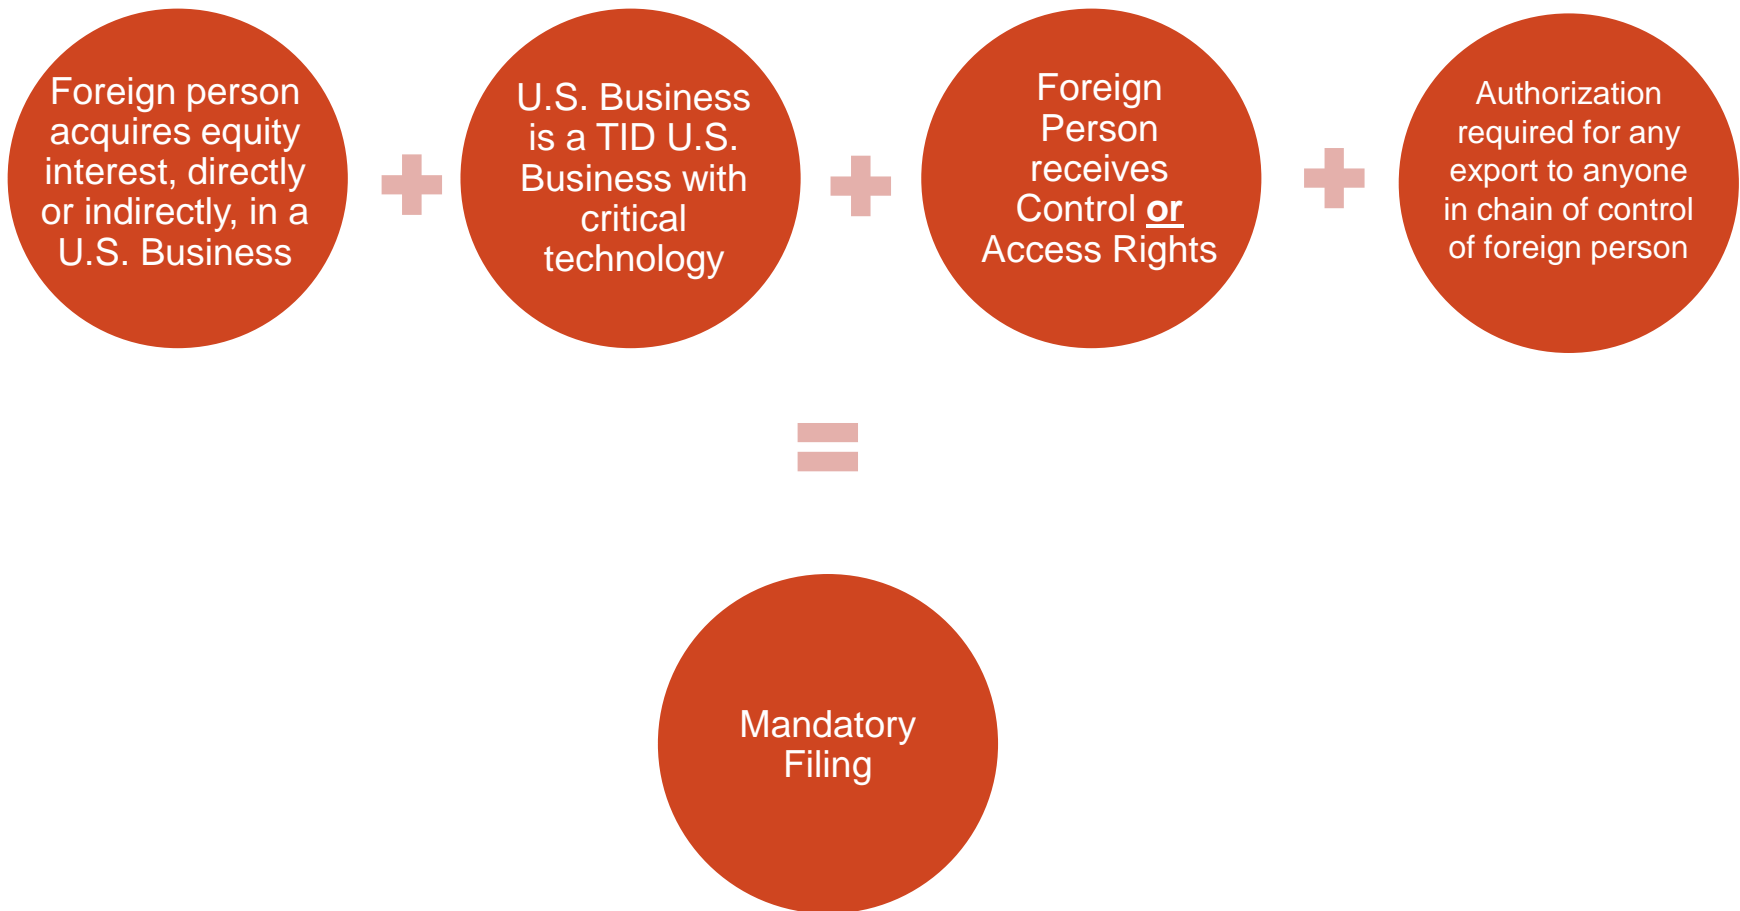 Foreign person
acquires equity
interest, directly
or indirectly, in a
U.S. Business
U.S. Business
is a TID U.S.
Business with
critical
technology
Foreign
Person
receives
Control or
Access Rights
Authorization
required for any
export to anyone
in chain of control
of foreign person
Mandatory
Filing